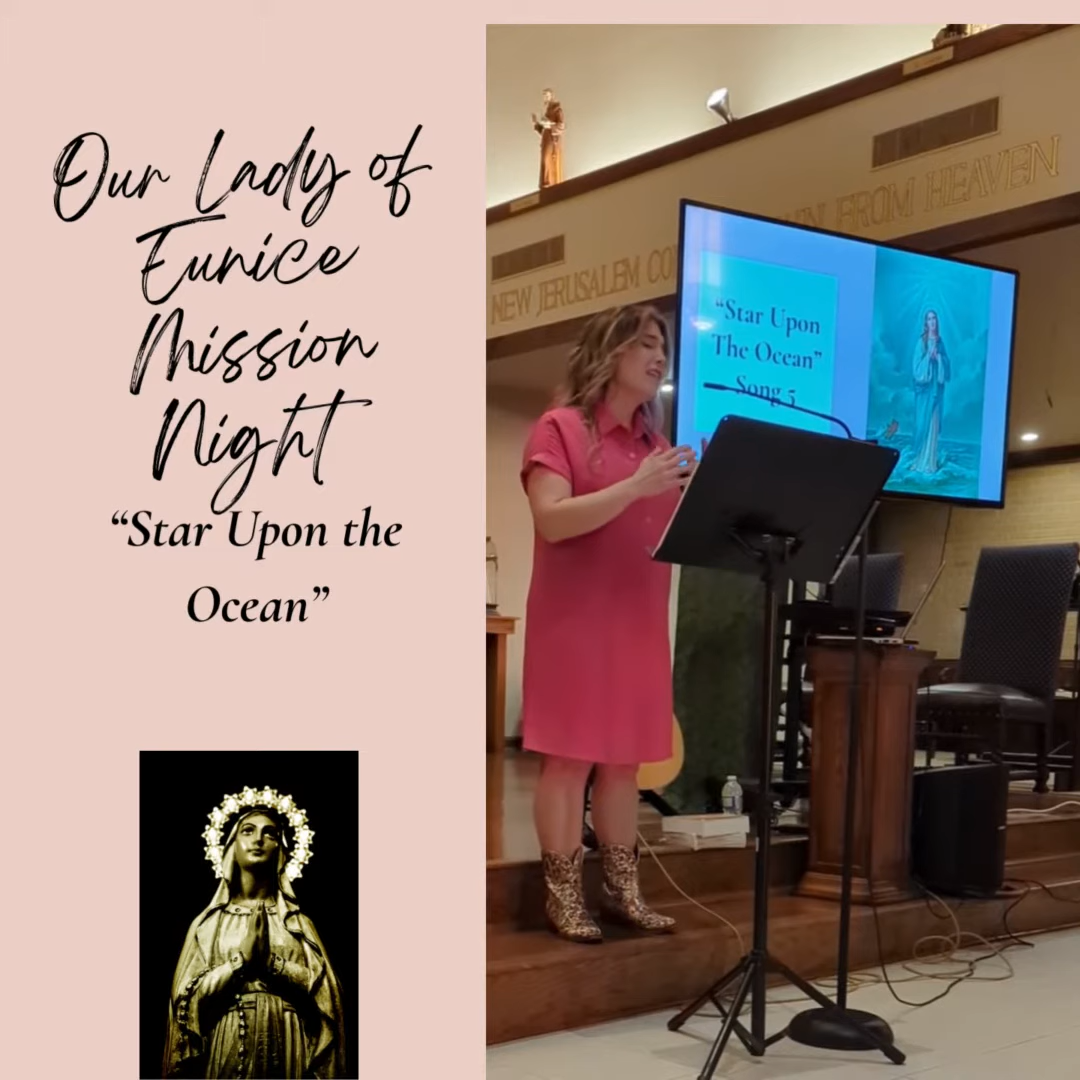 Our Lady of
Eunice
Mission
Night
“Star Upon the
Ocean”
NEW JERUSALEM
FROM HEAVEN
“Star Upon
The Ocean”
Song 5